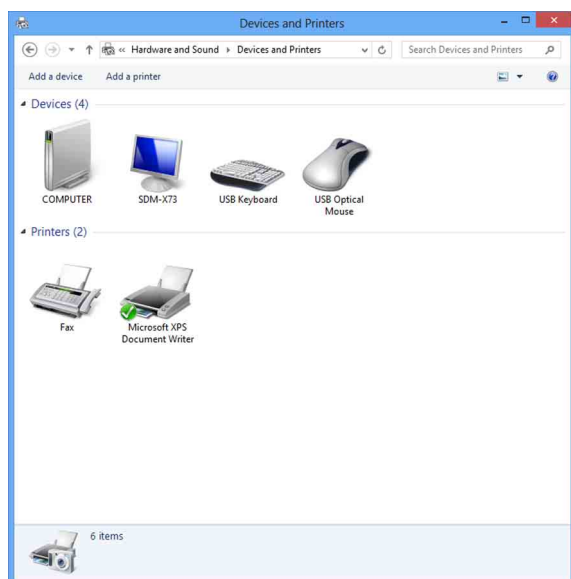 Devices and Printers
« Hardware and Sound Devices and Printers
Search Devices and Printers
Add a device Add a printer
Devices (4)
COMPUTER
SDM-X73
USB Keyboard
USB Optical
Mouse
Printers (2)
Fax
Microsoft XPS
Document Writer
6 items